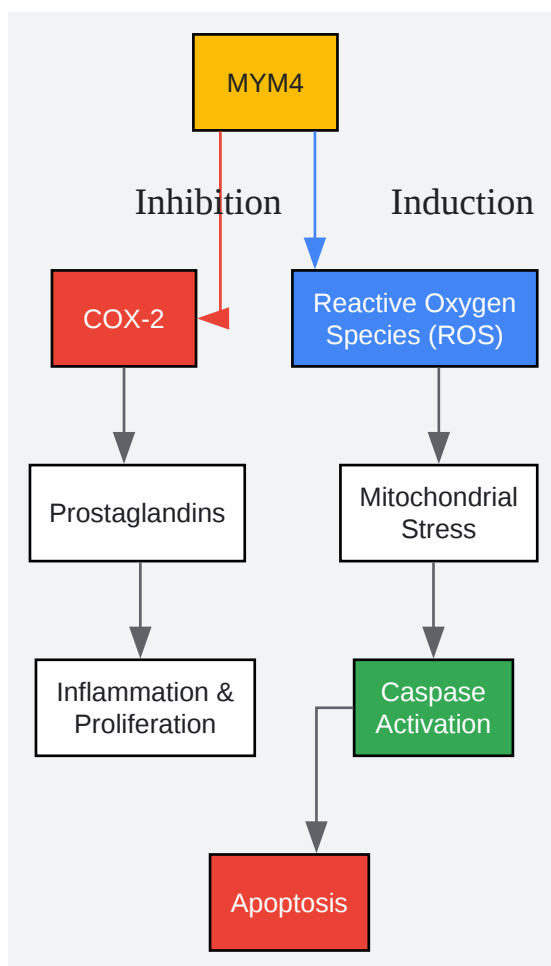 MYM4
Inhibition
Induction
COX-2
Reactive Oxygen
Species (ROS)
Prostaglandins
Mitochondrial
Stress
Inflammation &
Proliferation
Caspase
Activation
Apoptosis